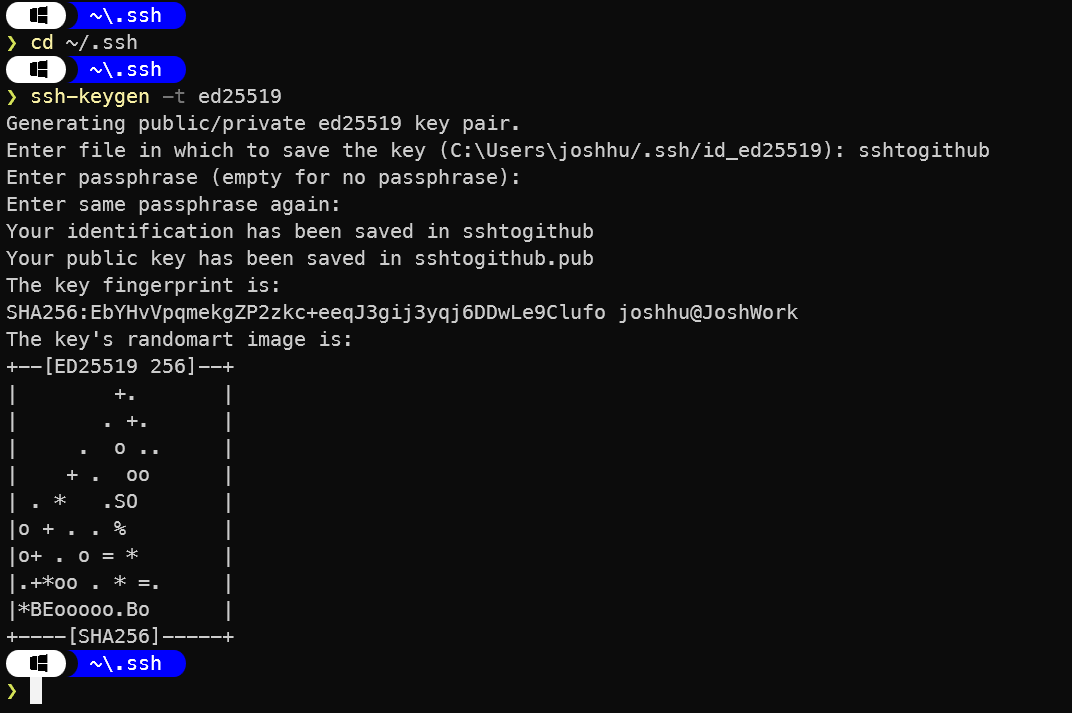 ~\.ssh
❯ cd ~/.ssh
~\.ssh
❯ ssh-keygen -t ed25519
Generating public/private ed25519 key pair.
Enter file in which to save the key (C:\Users\joshhu/.ssh/id_ed25519): sshtogithub
Enter passphrase (empty for no passphrase):
Enter same passphrase again:
Your identification has been saved in sshtogithub
Your public key has been saved in sshtogithub.pub
The key fingerprint is:
SHA256:EbYHvVpqmekgZP2zkc+eeqJ3gij3yqj6DDwLe9Clufo joshhu@JoshWork
The key's randomart image is:
+--[ED25519 256]--+
|        +.       |
|       . +.      |
|     .  o ..     |
|    + .  oo      |
| . *   .SO       |
|o + . . %        |
|o+ . o = *       |
|.+*oo . * =.     |
|*BEooooo.Bo      |
+----[SHA256]-----+
~\.ssh
❯